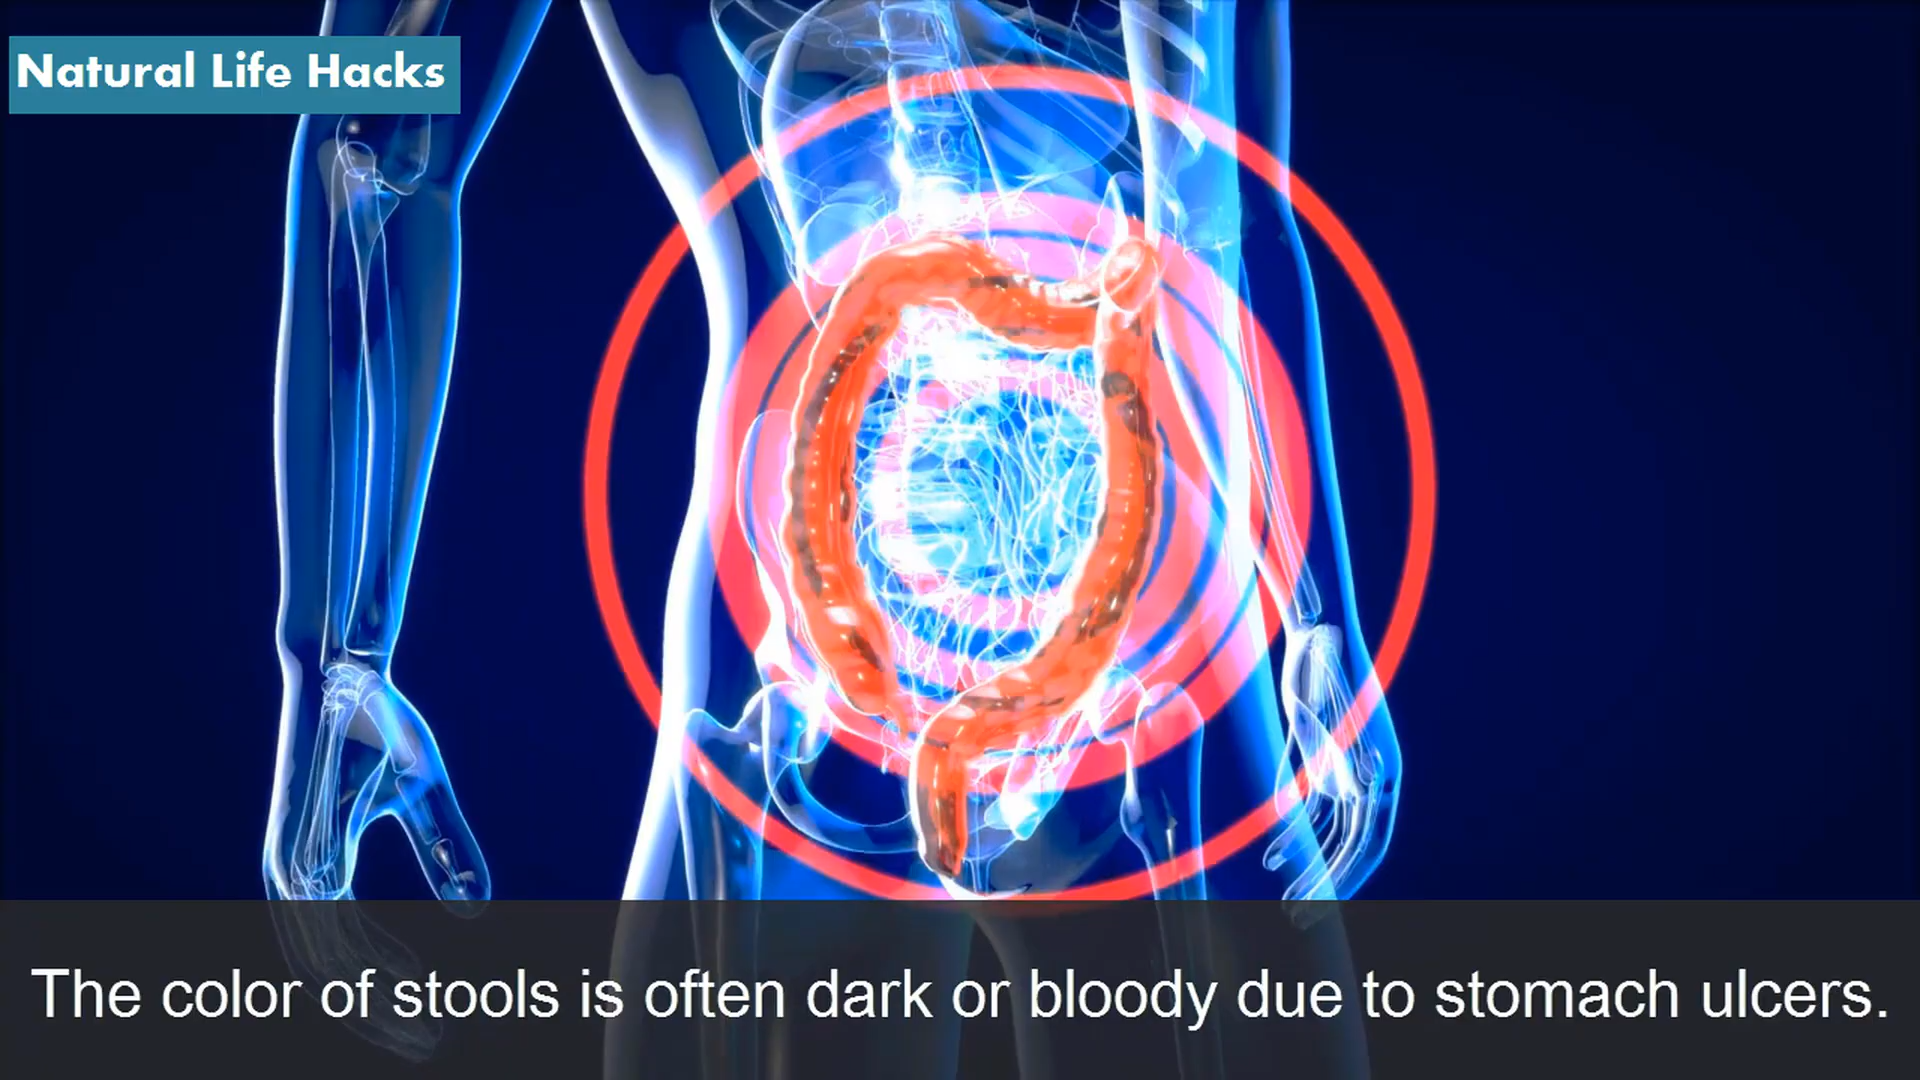 Natural Life Hacks
The color of stools is often dark or bloody due to stomach ulcers.